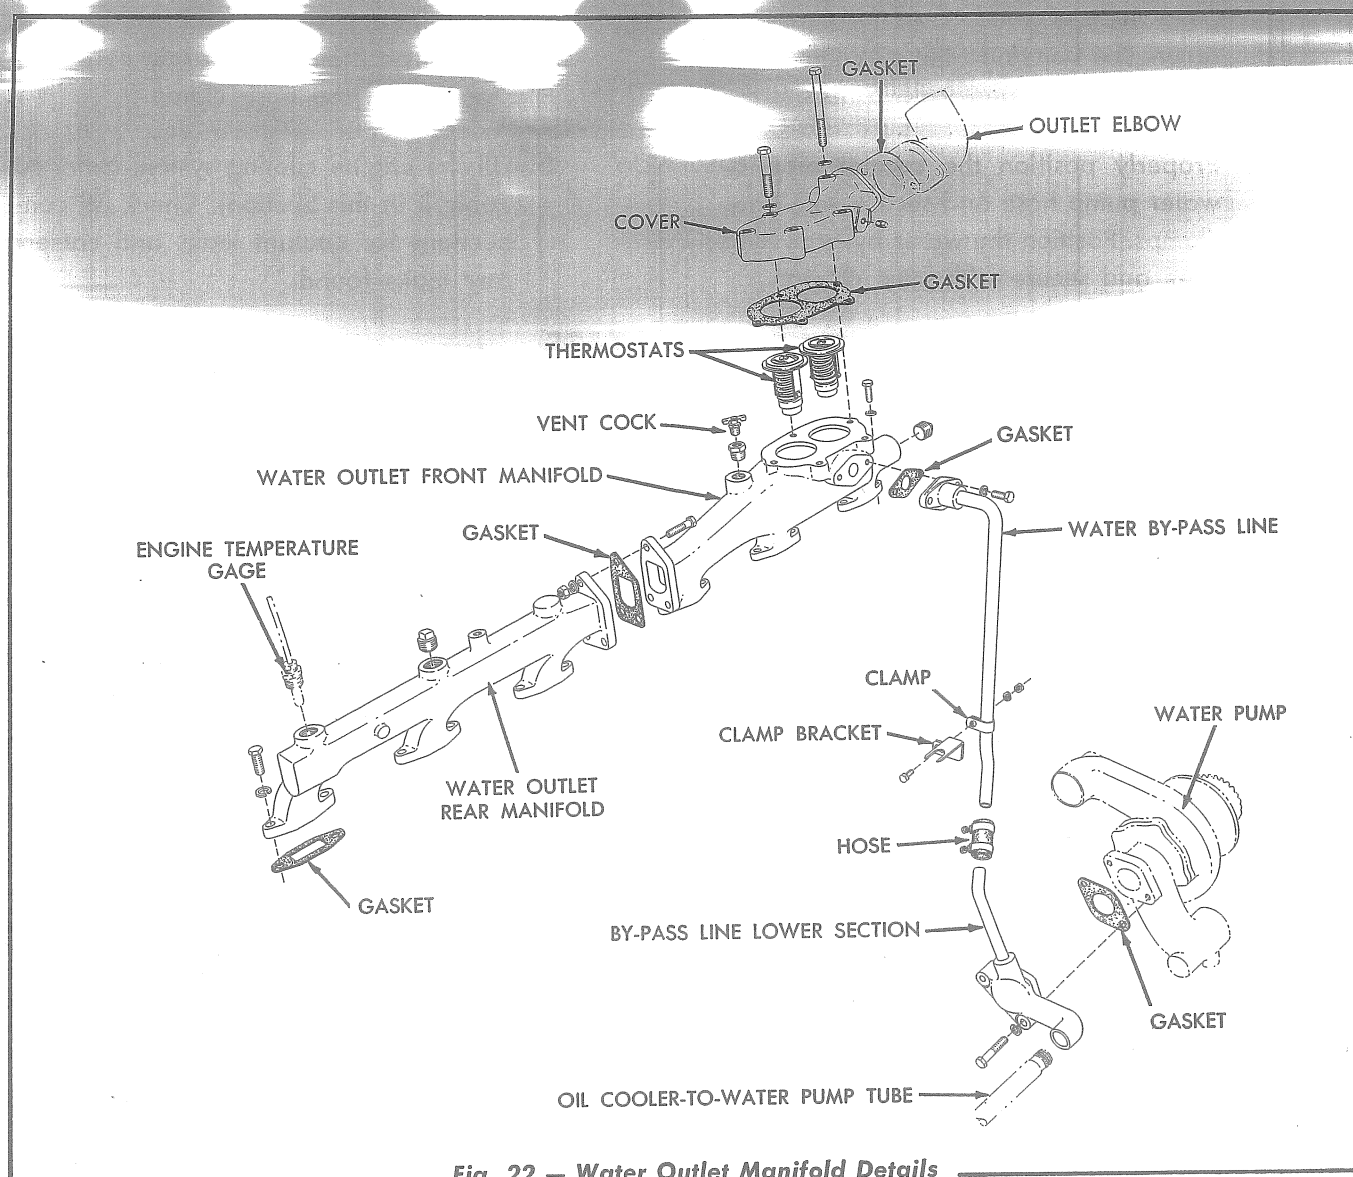 GASKET
OUTLET ELBOW
COVER
GASKET
THERMOSTATS
VENT COCK
GASKET
WATER OUTLET FRONT MANIFOLD
GASKET
WATER BY-PASS LINE
ENGINE TEMPERATURE
GAGE
CLAMP
WATER PUMP
CLAMP BRACKET
WATER OUTLET
REAR MANIFOLD
HOSE
GASKET
BY-PASS LINE LOWER SECTION
GASKET
OIL COOLER-TO-WATER PUMP TUBE
Fig. 22 — Water Outlet Manifold Details